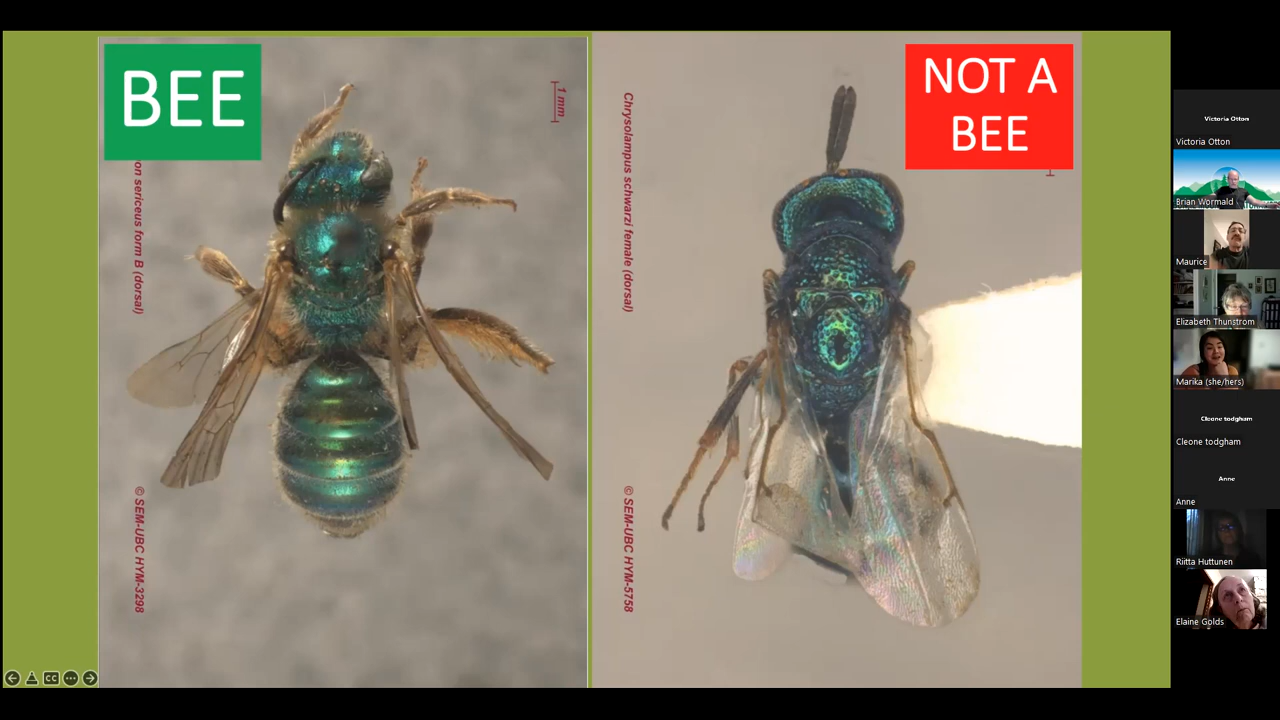 BEE
1 mm
on sericeus form B (dorsal)
© SEM-UBC HYM-3298
NOT A
BEE
Chrysolampus schwarzi female (dorsal)
© SEM-UBC HYM-5758
CC
Victoria Otton
Victoria Otton
Brian Wormald
Maurice
Elizabeth Thunstrom
Marika (she/hers)
Cleone todgham
Cleone todgham
Anne
Anne
Riitta Huttunen
Elaine Golds